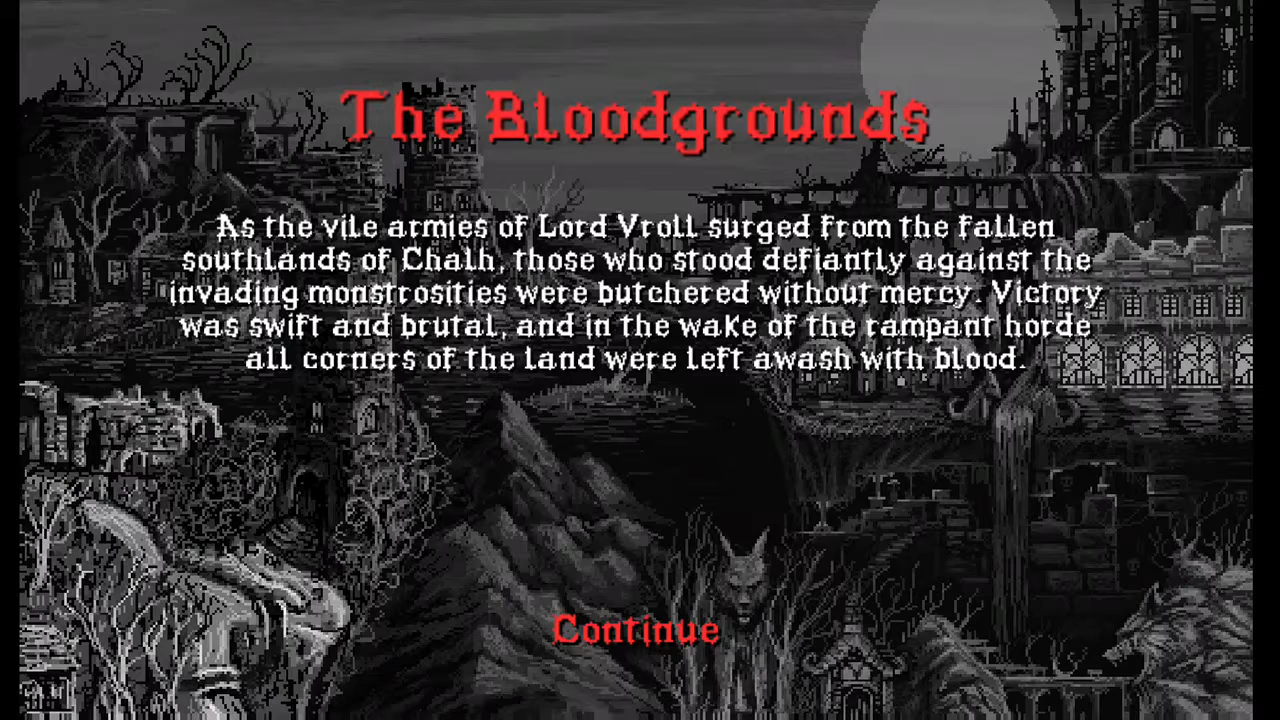 The Bloodgrounds
As the vile armies of Lord Vroll surged from the fallen
southlands of Chalh, those who stood defiantly against the
invading monstrosities were butchered without mercy. Victory
was swift and brutal, and in the wake of the rampant horde
all corners of the land were left awash with blood.
Continue